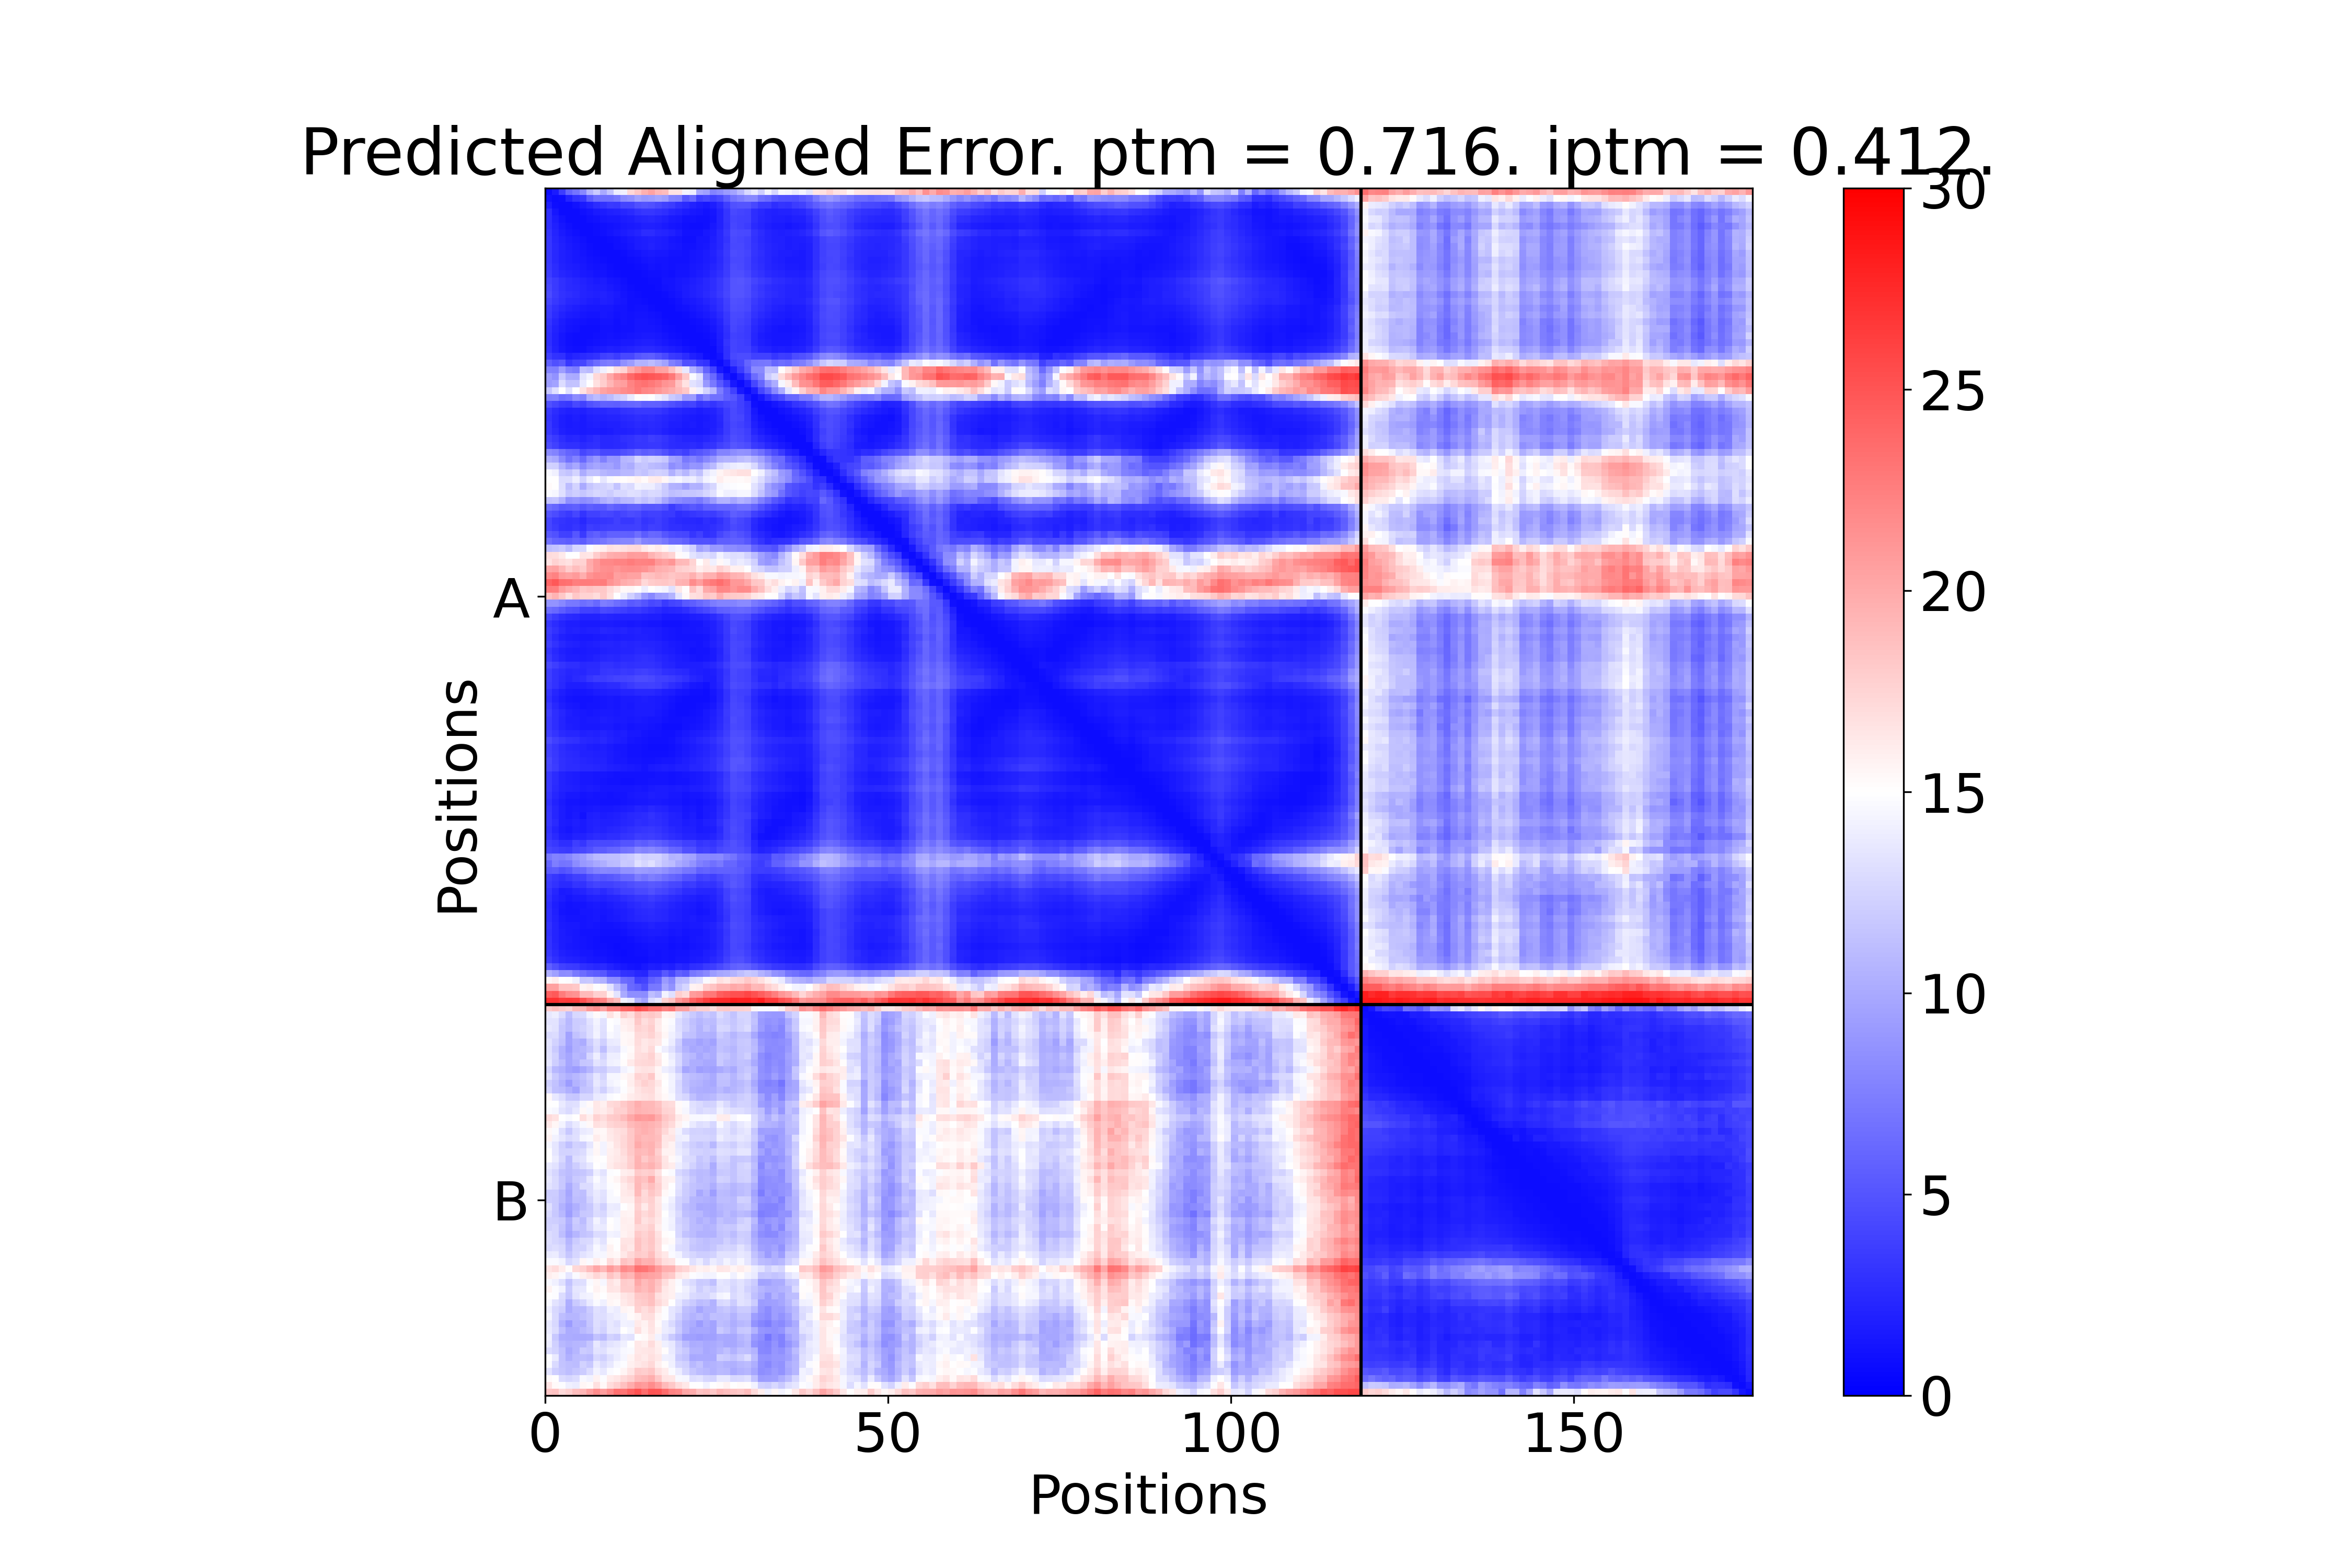 Predicted Aligned Error. ptm = 0.716. iptm = 0.412.
30
25
20
15
10
5
0
A
B
Positions
0 50 100 150
Positions